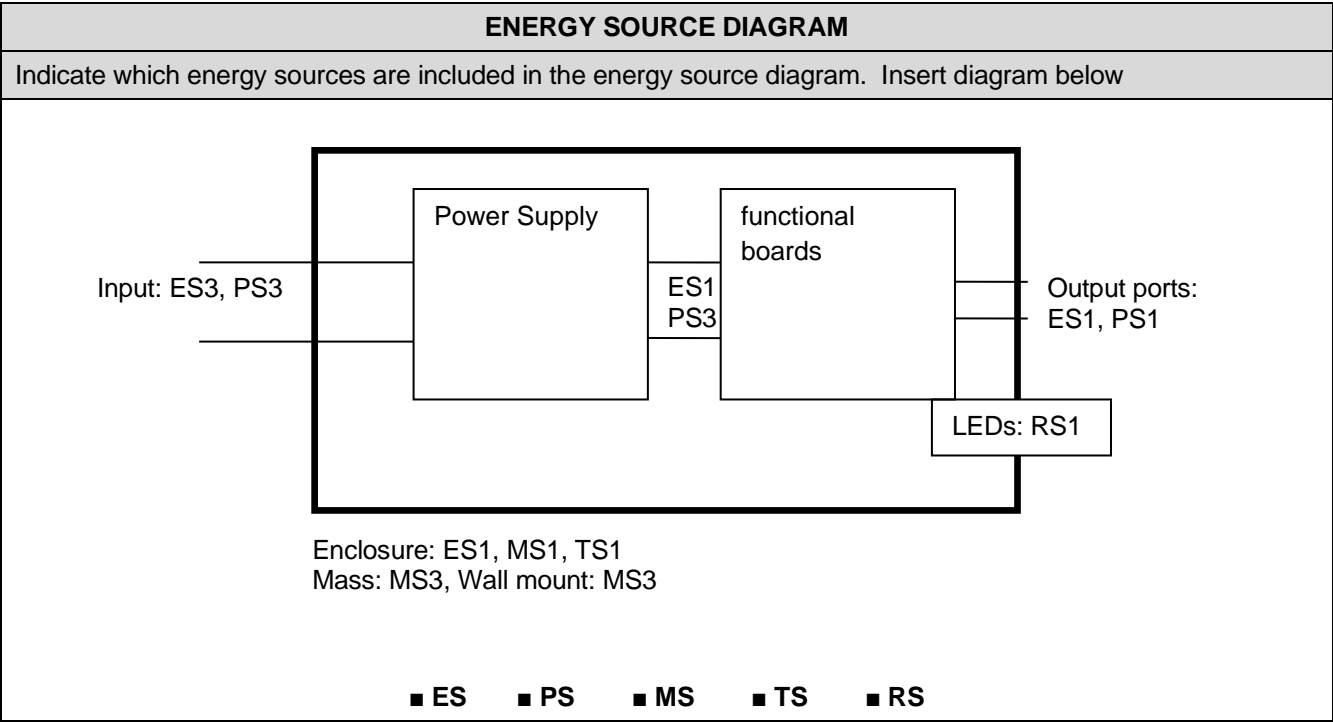 ENERGY SOURCE DIAGRAM
Indicate which energy sources are included in the energy source diagram.  Insert diagram below
Power Supply
functional
boards
Input: ES3, PS3
ES1
PS3
Output ports:
ES1, PS1
LEDs: RS1
Enclosure: ES1, MS1, TS1
Mass: MS3, Wall mount: MS3
■ ES ■ PS ■ MS ■ TS ■ RS